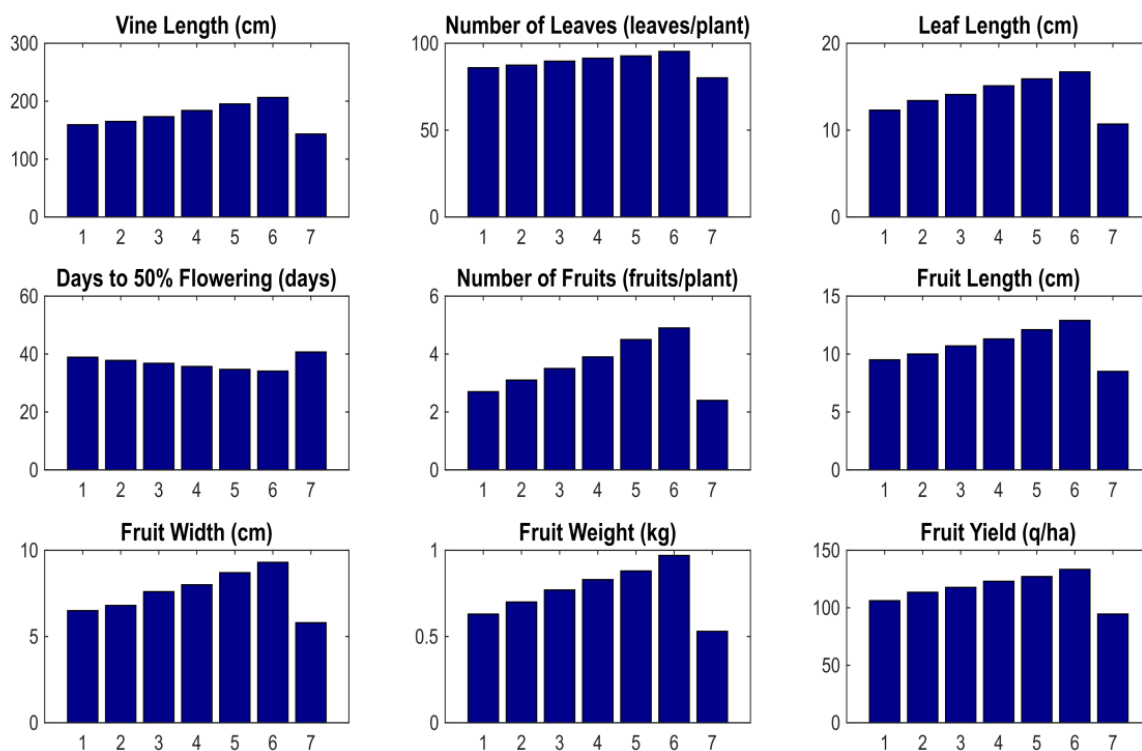 Vine Length (cm)
300
200
100
0
1 2 3 4 5 6 7
Number of Leaves (leaves/plant)
100
50
0
1 2 3 4 5 6 7
Leaf Length (cm)
20
10
0
1 2 3 4 5 6 7
Days to 50% Flowering (days)
60
40
20
0
1 2 3 4 5 6 7
Number of Fruits (fruits/plant)
6
4
2
0
1 2 3 4 5 6 7
Fruit Length (cm)
15
10
5
0
1 2 3 4 5 6 7
Fruit Width (cm)
10
5
0
1 2 3 4 5 6 7
Fruit Weight (kg)
1
0.5
0
1 2 3 4 5 6 7
Fruit Yield (q/ha)
150
100
50
0
1 2 3 4 5 6 7